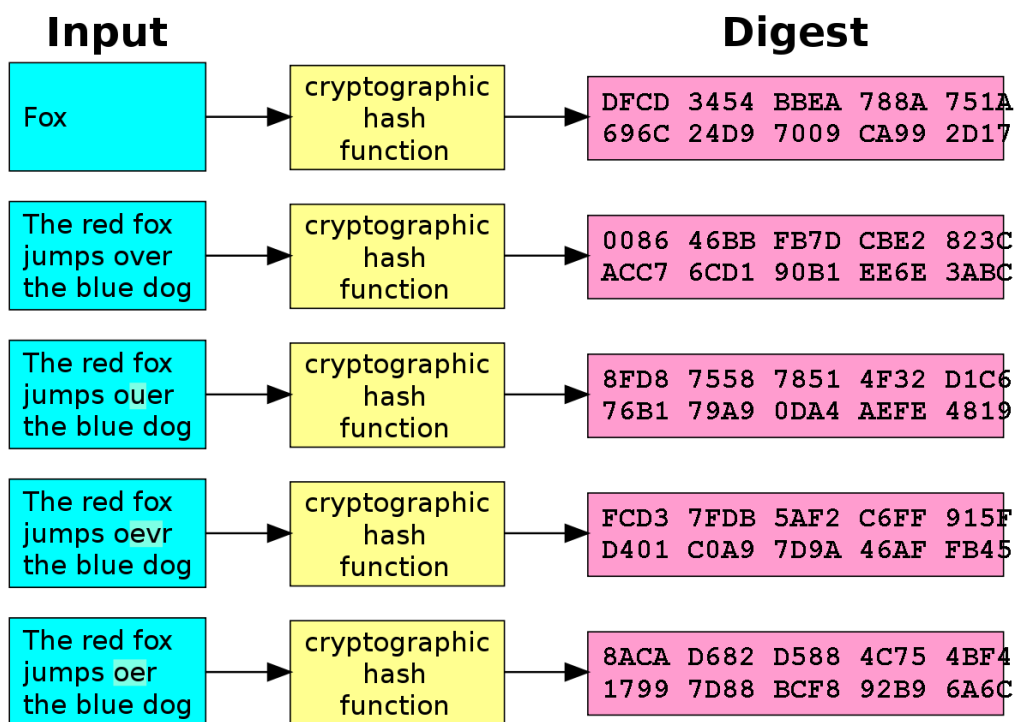 Input
Digest
Fox
cryptographic
hash
function
DFCD 3454 BBEA 788A 751A
696C 24D9 7009 CA99 2D17
The red fox
jumps over
the blue dog
cryptographic
hash
function
0086 46BB FB7D CBE2 823C
ACC7 6CD1 90B1 EE6E 3ABC
The red fox
jumps ouer
the blue dog
cryptographic
hash
function
8FD8 7558 7851 4F32 D1C6
76B1 79A9 0DA4 AEFE 4819
The red fox
jumps oevr
the blue dog
cryptographic
hash
function
FCD3 7FDB 5AF2 C6FF 915F
D401 C0A9 7D9A 46AF FB45
The red fox
jumps oer
the blue dog
cryptographic
hash
function
8ACA D682 D588 4C75 4BF4
1799 7D88 BCF8 92B9 6A6C